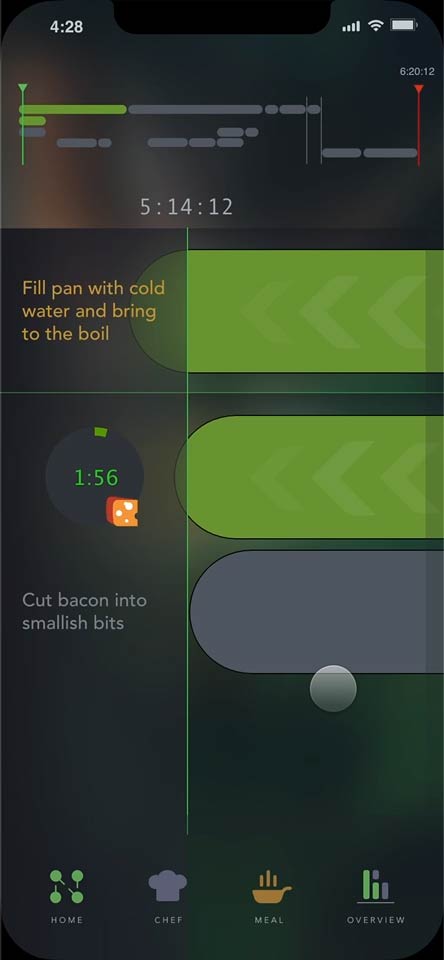 4:28
6:20:12
5:14:12
Fill pan with cold
water and bring
to the boil
1:56
Cut bacon into
smallish bits
HOME CHEF MEAL OVERVIEW